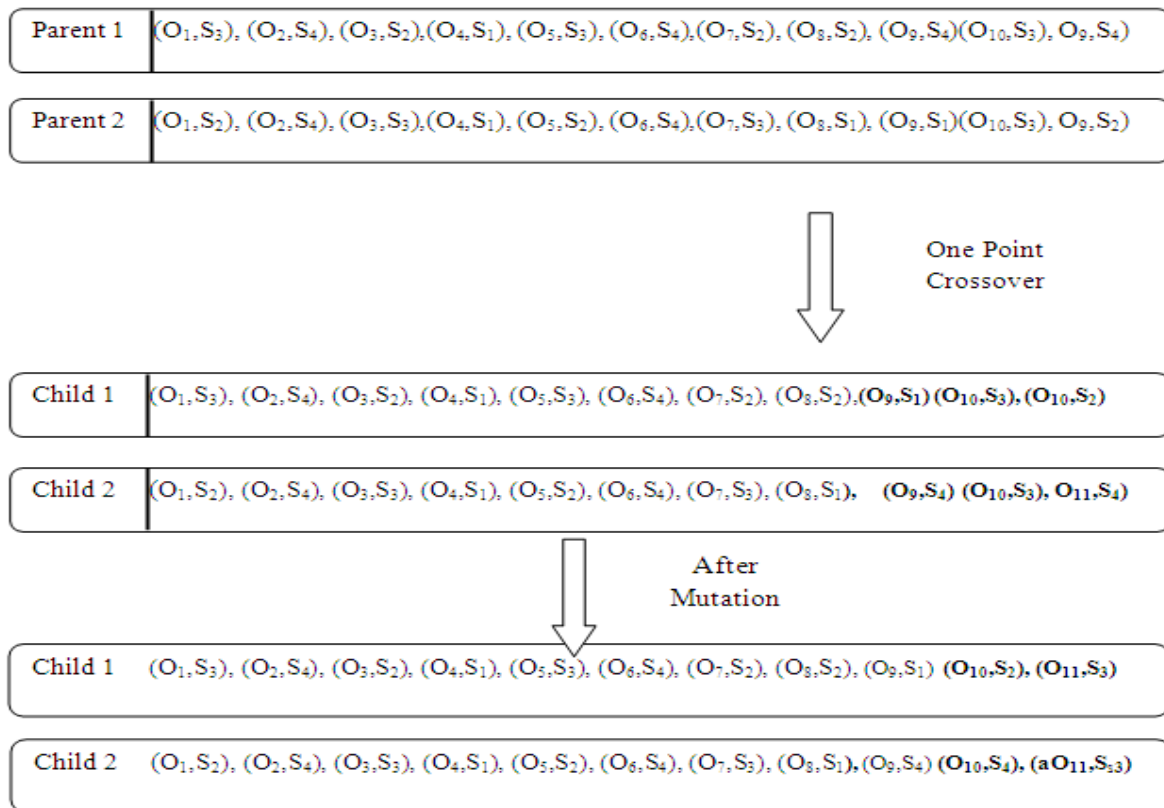 Parent 1 (O₁,S₃), (O₂,S₄), (O₃,S₂),(O₄,S₁), (O₅,S₃), (O₆,S₄),(O₇,S₂), (O₈,S₂), (O₉,S₄)(O₁₀,S₃), O₉,S₄)
Parent 2 (O₁,S₂), (O₂,S₄), (O₃,S₃),(O₄,S₁), (O₅,S₂), (O₆,S₄),(O₇,S₃), (O₈,S₁), (O₉,S₁)(O₁₀,S₃), O₉,S₂)
One Point
Crossover
Child 1 (O₁,S₃), (O₂,S₄), (O₃,S₂), (O₄,S₁), (O₅,S₃), (O₆,S₄), (O₇,S₂), (O₈,S₂),(O₉,S₁) (O₁₀,S₃), (O₁₀,S₂)
Child 2 (O₁,S₂), (O₂,S₄), (O₃,S₃), (O₄,S₁), (O₅,S₂), (O₆,S₄), (O₇,S₃), (O₈,S₁), (O₉,S₄) (O₁₀,S₃), O₁₁,S₄)
After
Mutation
Child 1 (O₁,S₃), (O₂,S₄), (O₃,S₂), (O₄,S₁), (O₅,S₃), (O₆,S₄), (O₇,S₂), (O₈,S₂), (O₉,S₁) (O₁₀,S₂), (O₁₁,S₃)
Child 2 (O₁,S₂), (O₂,S₄), (O₃,S₃), (O₄,S₁), (O₅,S₂), (O₆,S₄), (O₇,S₃), (O₈,S₁), (O₉,S₄) (O₁₀,S₄), (aO₁₁,Sₛ₃)